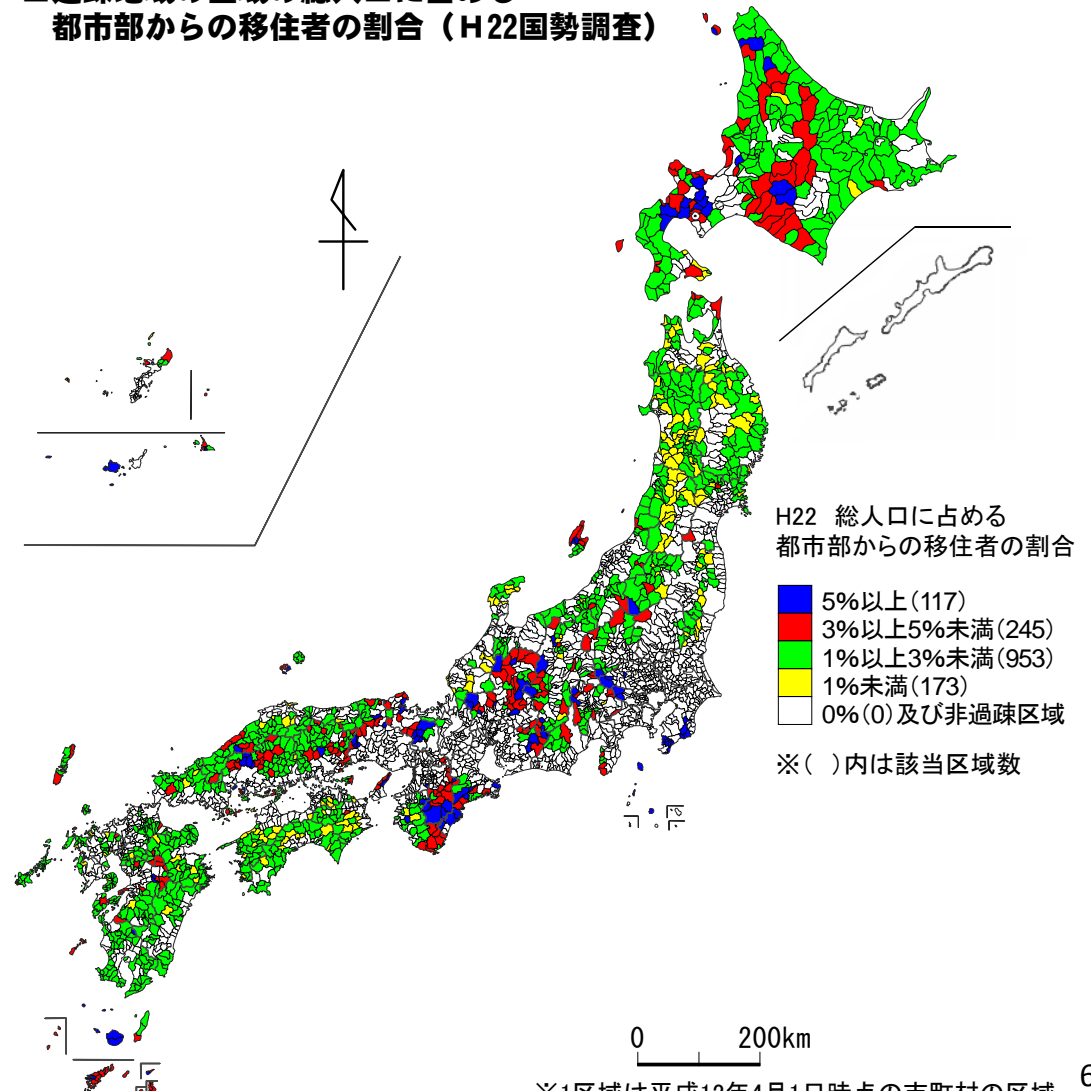 都市部からの移住者の割合（Ｈ22国勢調査）
H22 総人口に占める
都市部からの移住者の割合
5%以上(117)
3%以上5%未満(245)
1%以上3%未満(953)
1%未満(173)
0%(0)及び非過疎区域
※( )内は該当区域数
0 200km